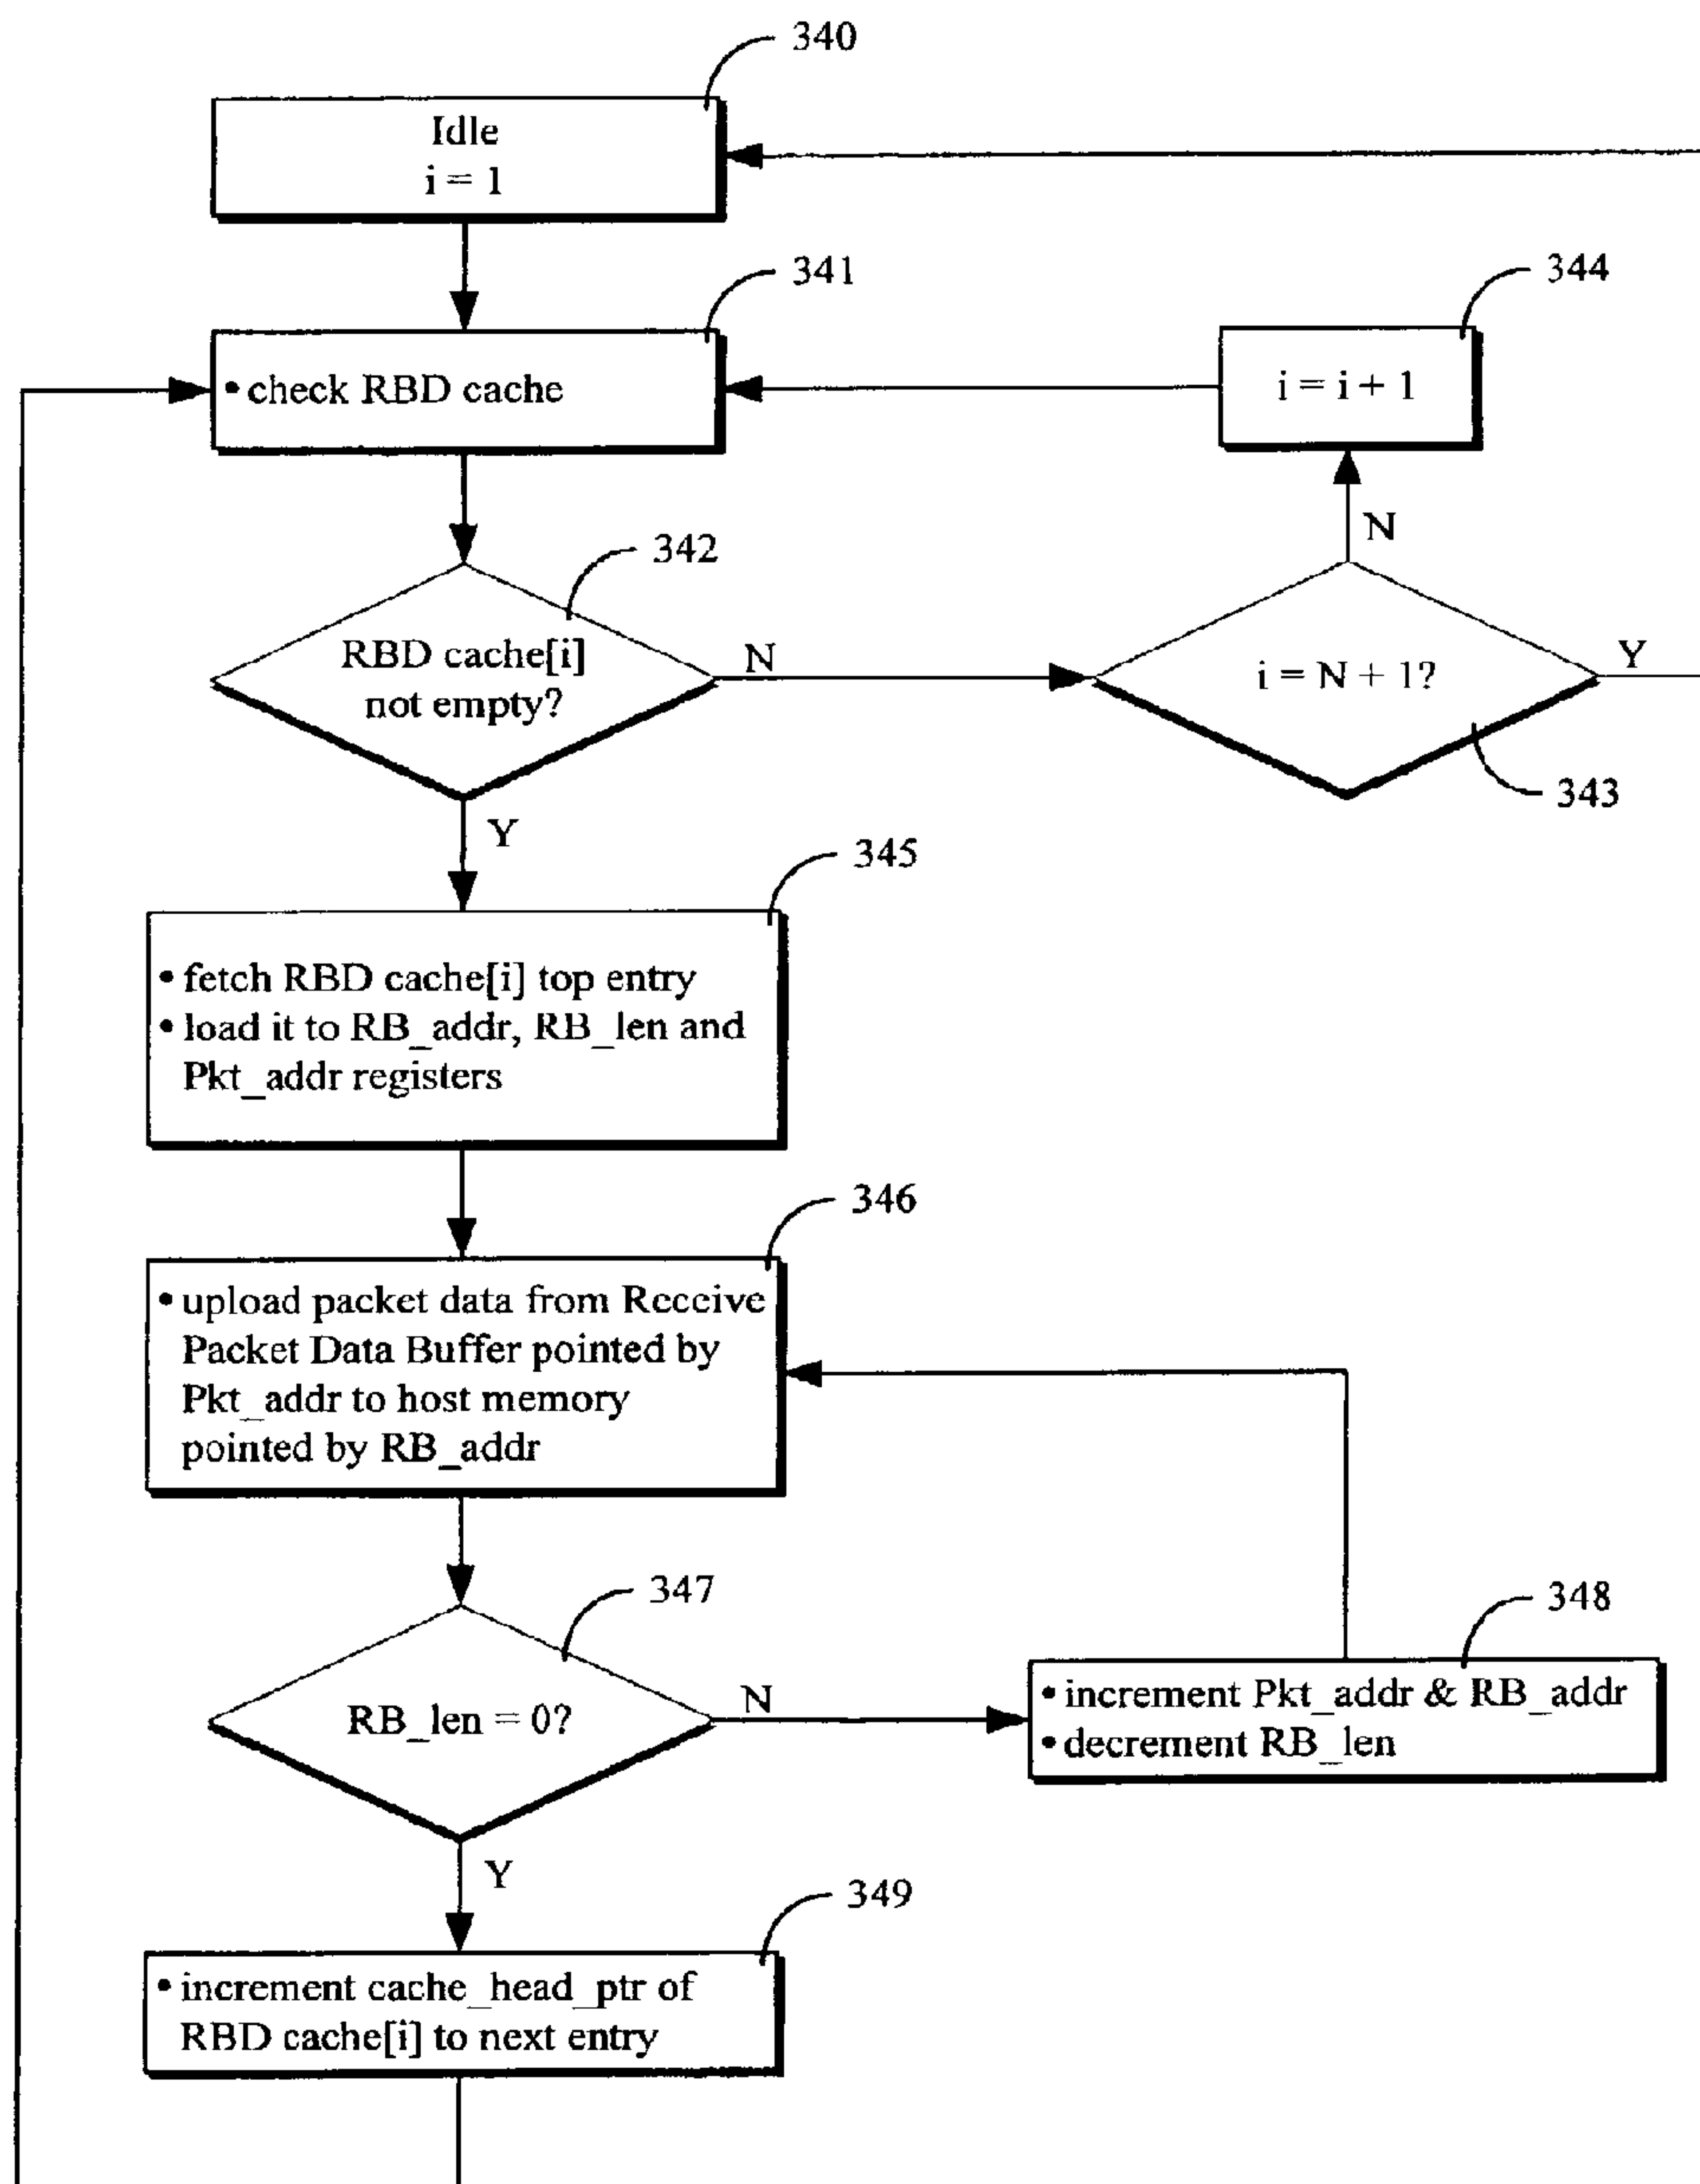 340
Idle
i = 1
341
• check RBD cache
344
i = i + 1
342
RBD cache[i]
not empty?
N
N
i = N + 1?
Y
343
Y
345
• fetch RBD cache[i] top entry
• load it to RB_addr, RB_len and
Pkt_addr registers
346
• upload packet data from Receive
Packet Data Buffer pointed by
Pkt_addr to host memory
pointed by RB_addr
347
RB_len = 0?
N
348
• increment Pkt_addr & RB_addr
• decrement RB_len
Y
349
• increment cache_head_ptr of
RBD cache[i] to next entry